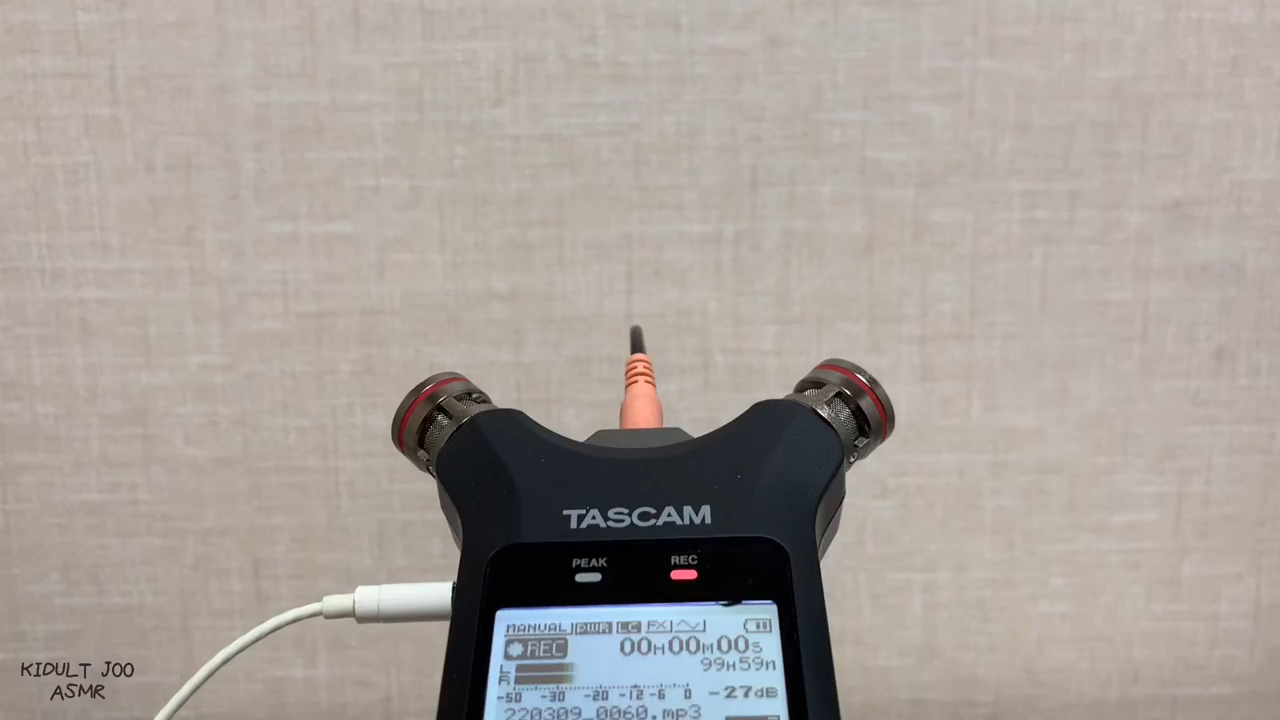 TASCAM
PEAK REC
MANUAL PWR LC FX
REC 00H00M00S
99H59M
L
R
-50 -30 -20 -12 -6 0 -27dB
220309_0060.mp3
KIDULT JOO
ASMR